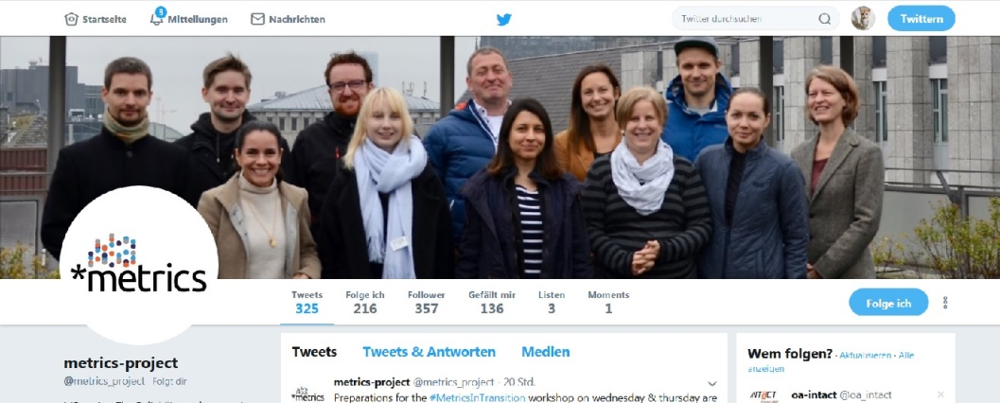 Startseite
3
Mitteilungen
Nachrichten
Twitter durchsuchen
Twittern
*metrics
Tweets
325
Folge ich
216
Follower
357
Gefällt mir
136
Listen
3
Moments
1
Folge ich
metrics-project
@metrics_project · Folgt dir
Tweets
Tweets & Antworten
Medien
*metrics
metrics-project @metrics_project · 20 Std.
Preparations for the #MetricsInTransition workshop on wednesday & thursday are
Wem folgen? · Aktualisieren · Alle
anzeigen
oa-intact @oa_intact